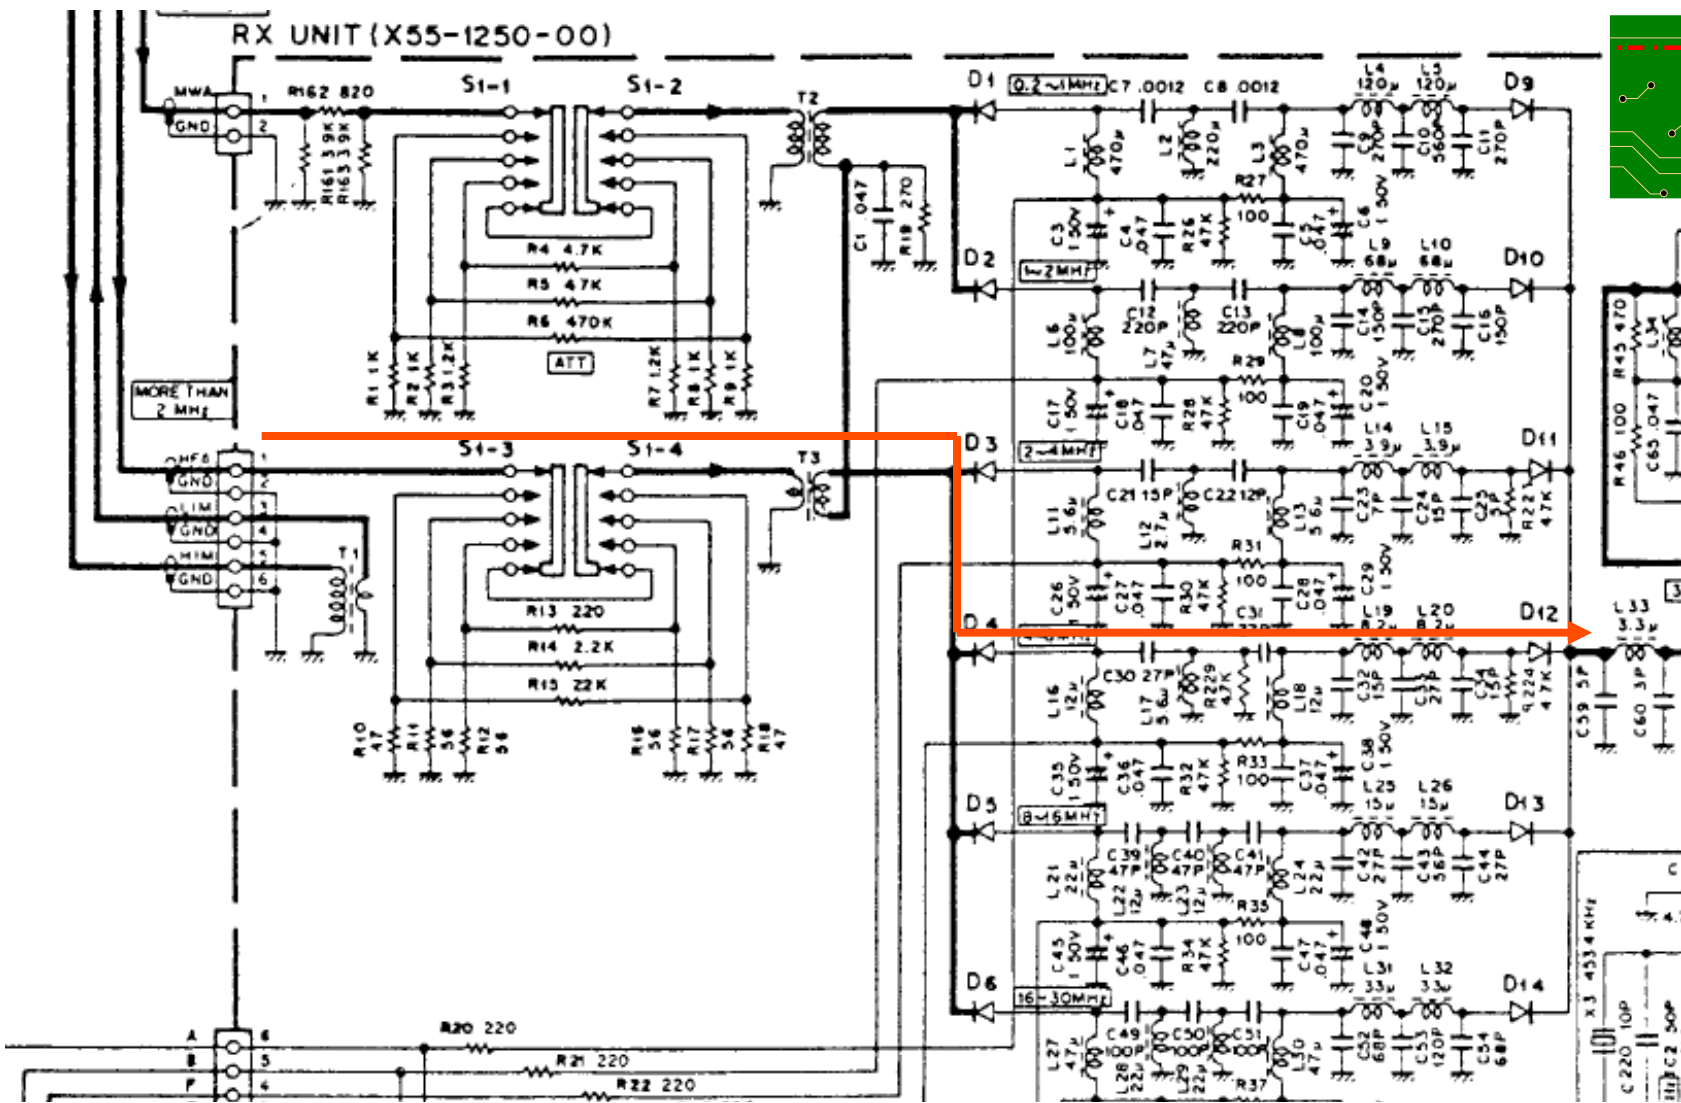 RX UNIT (X55-1250-00)
MWA
1
GND
2
R162 820
R161 3.9K
R163 3.9K
S1-1
S1-2
T2
R4 4.7K
R5 47K
R6 470K
ATT
R1 1K
R2 1K
R3 1.2K
R7 1.2K
R8 1K
R9 1K
C1 .047
R19 270
MORE THAN
2 MHz
1
GND
2
LIM
3
GND
4
HIM
5
GND
6
T1
S1-3
S1-4
T3
R13 220
R14 2.2K
R15 22K
R10 47
R11 56
R12 56
R16 56
R17 56
R18 47
A 6
B 5
4
R20 220
R21 220
R22 220
D1
0.2~1MHz
C7 .0012
C8 .0012
L4
120μ
L5
120μ
D9
L1 470μ
L2 220μ
L3 470μ
C9 270P
C10 560P
C11 270P
R27
100
C3 1 50V
C4 .047
R26 47K
C5 .047
C6 1 50V
D2
1~2MHz
L9
68μ
L10
68μ
D10
C12
220P
C13
220P
L6 100μ
L7 47μ
L8 100μ
C14 150P
C15 270P
C16 150P
R29
100
C17 1 50V
C18 .047
R28 47K
C19 .047
C20 1 50V
D3
2~4MHz
L14
3.9μ
L15
3.9μ
D11
C21 15P
C22 12P
L11 5.6μ
L12 2.7μ
L13 5.6μ
C23 7P
C24 15P
C25 5P
47K
R31
100
C26 50V
C27 .047
R30 47K
C28 .047
C29 1 50V
C31
D4
L19
8.2μ
L20
8.2μ
D12
C30 27P
L16 12μ
L17 5.6μ
R229 47K
L18 12μ
C32 15P
27P
C34 15P
R224 47K
R33
100
C35 1 50V
C36 .047
R32 47K
C37 .047
C38 1 50V
D5
8~16MHz
L25
15μ
L26
15μ
D13
C39
47P
C40
47P
C41
47P
L21 22μ
L22 12μ
L23 12μ
L24 22μ
C42 27P
C43 56P
C44 27P
R35
100
C45 1 50V
C46 .047
R34 47K
C47 .047
C48 1 50V
D6
16~30MHz
L31
L32
D14
C49
100P
C50
100P
C51
100P
L27 47μ
L28 22μ
L29 22μ
L30 47μ
C52 68P
C53 120P
C54 68P
R37
R45 470
L34
R46 100
C65 .047
L33
3.3μ
C59 5P
C60 3P
X3 453.4KHz
C220 10P